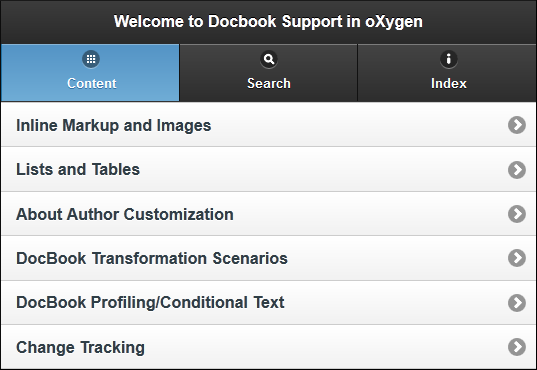 Welcome to Docbook Support in oXygen
Content Search Index
Inline Markup and Images
Lists and Tables
About Author Customization
DocBook Transformation Scenarios
DocBook Profiling/Conditional Text
Change Tracking